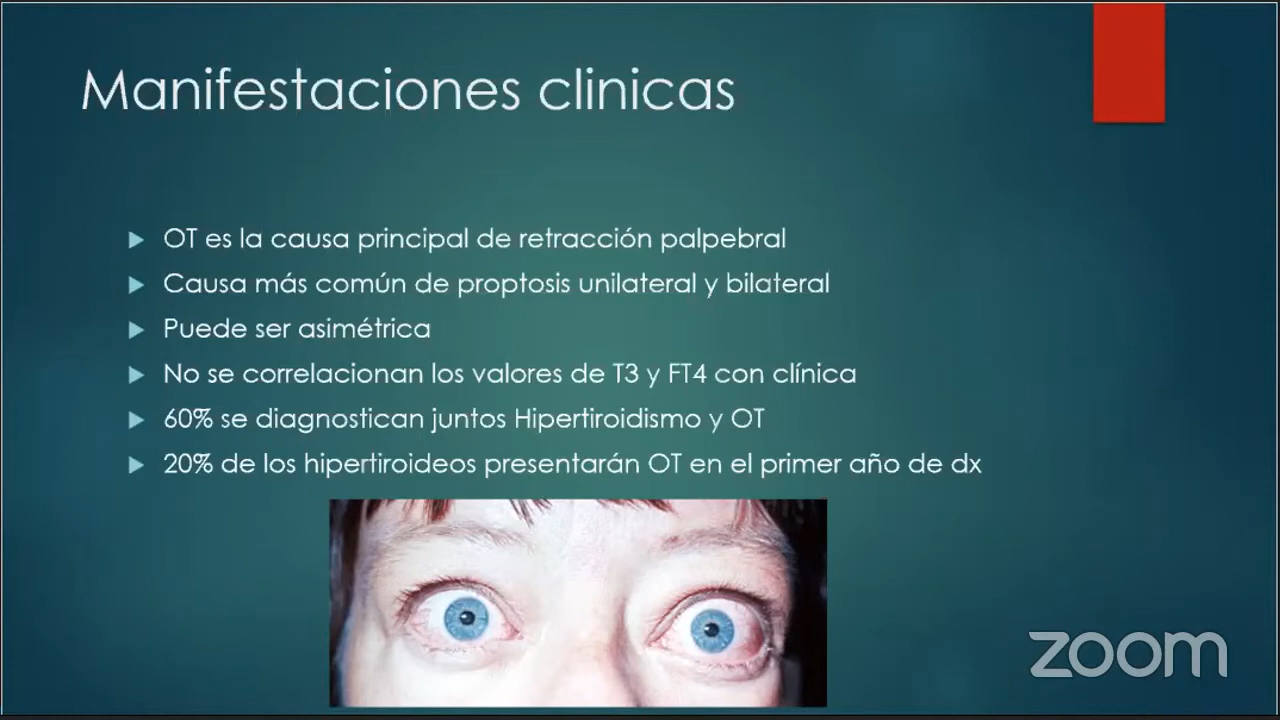 Manifestaciones clinicas
OT es la causa principal de retracción palpebral
Causa más común de proptosis unilateral y bilateral
Puede ser asimétrica
No se correlacionan los valores de T3 y FT4 con clínica
60% se diagnostican juntos Hipertiroidismo y OT
20% de los hipertiroideos presentarán OT en el primer año de dx
zoom